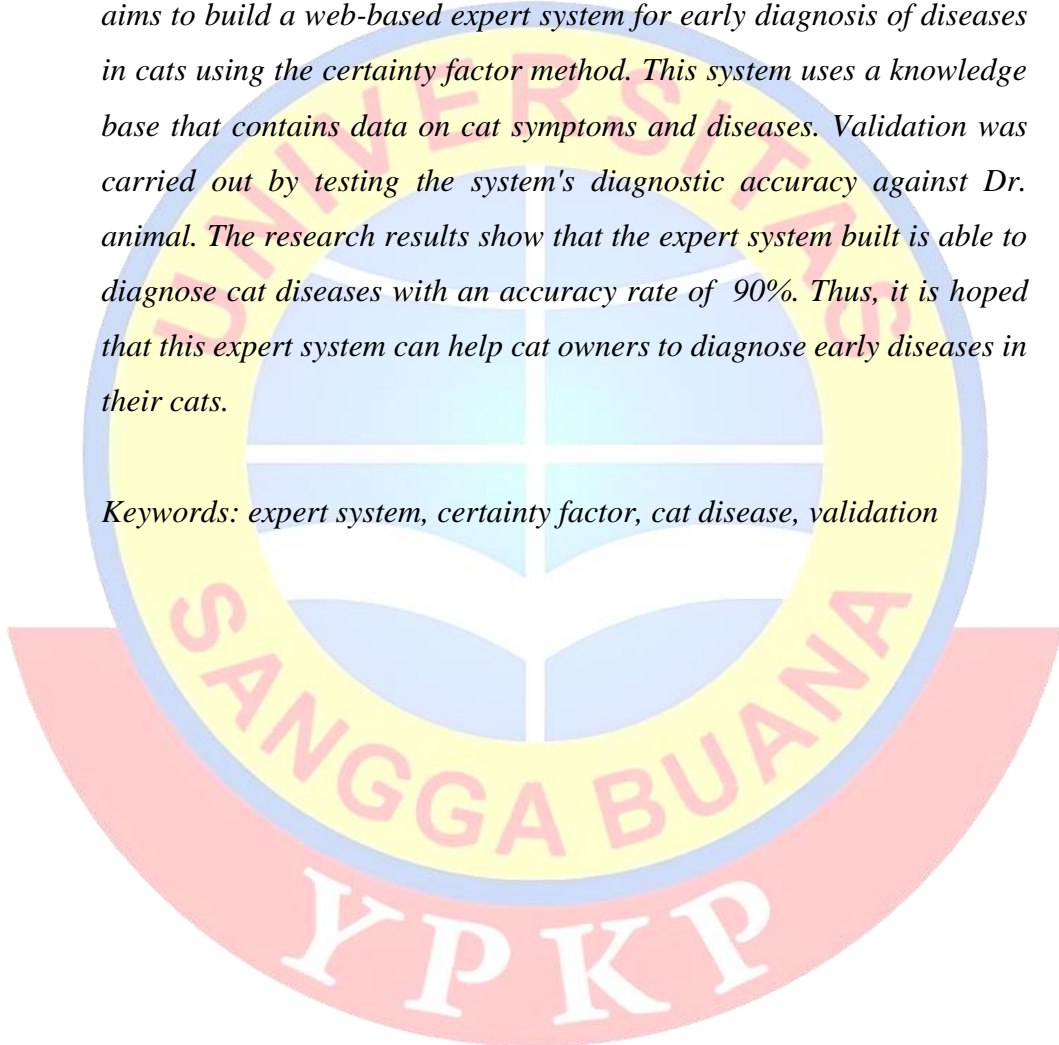 aims to build a web-based expert system for early diagnosis of diseases
in cats using the certainty factor method. This system uses a knowledge
base that contains data on cat symptoms and diseases. Validation was
carried out by testing the system's diagnostic accuracy against Dr.
animal. The research results show that the expert system built is able to
diagnose cat diseases with an accuracy rate of 90%. Thus, it is hoped
that this expert system can help cat owners to diagnose early diseases in
their cats.
Keywords: expert system, certainty factor, cat disease, validation
UNIVERSITAS
SANGGA BUANA
YPKP